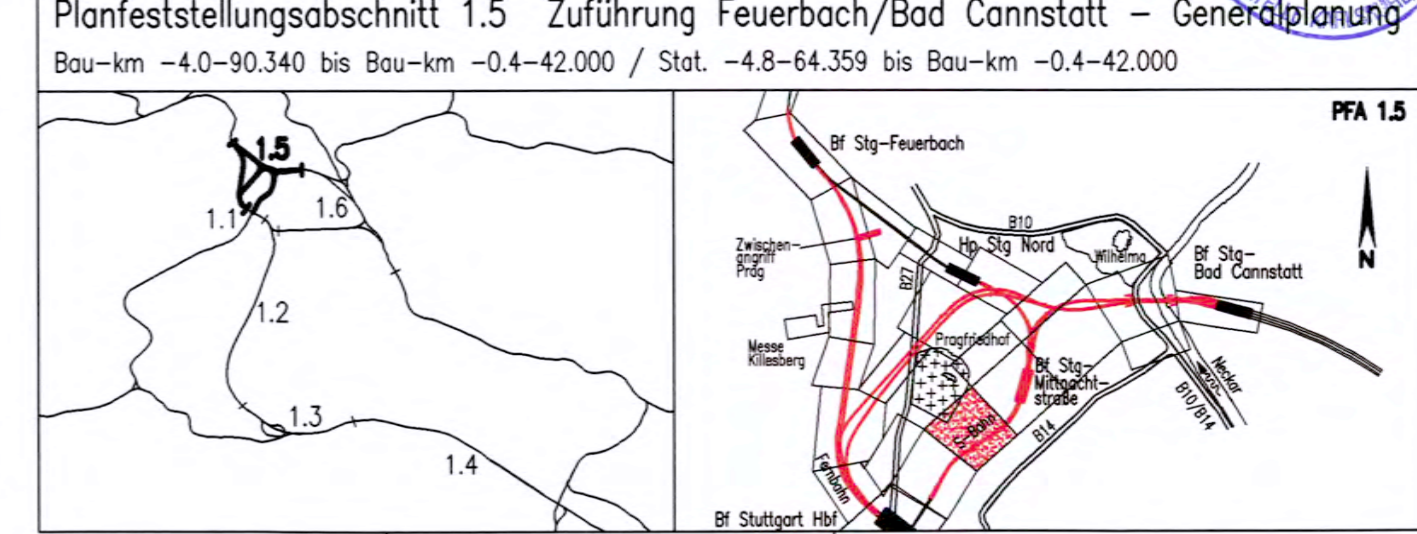 Planfeststellungsabschnitt 1.5 Zuführung Feuerbach/Bad Cannstatt – Generalplanung
Bau-km -4.0-90.340 bis Bau-km -0.4-42.000 / Stat. -4.8-64.359 bis Bau-km -0.4-42.000
1.5
1.1
1.6
1.2
1.3
1.4
PFA 1.5
Bf Stg-Feuerbach
N
B10
Hp Stg Nord
Wilhelma
Bf Stg-
Bad Cannstatt
Zwischen-
angriff
Prag
B27
Messe
Killesberg
Pragfriedhof
Bf Stg-
Mittnacht-
straße
Neckar
B10/B14
S-Bahn
B14
Fernbahn
Bf Stuttgart Hbf